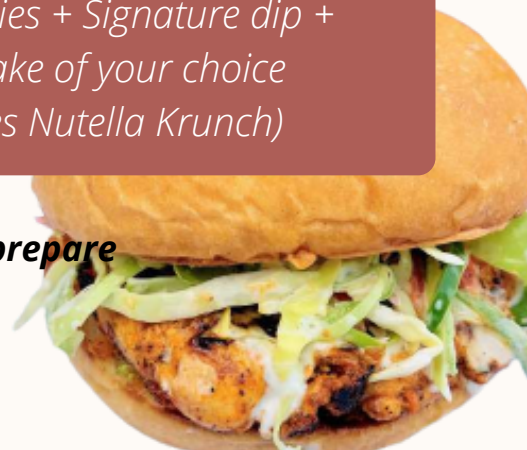 ies + Signature dip +
ake of your choice
es Nutella Krunch)
prepare